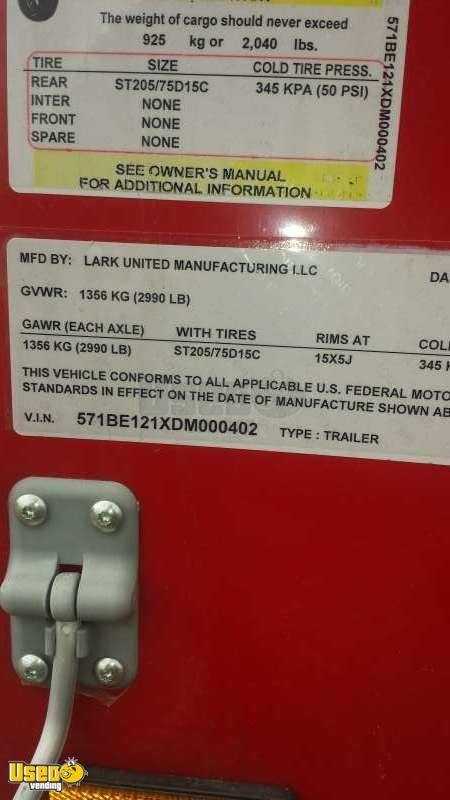 The weight of cargo should never exceed
925 kg or 2,040 lbs.
TIRE SIZE COLD TIRE PRESS.
REAR ST205/75D15C 345 KPA (50 PSI)
INTER NONE
FRONT NONE
SPARE NONE
SEE OWNER'S MANUAL
FOR ADDITIONAL INFORMATION
571BE121XDM000402
MFD BY: LARK UNITED MANUFACTURING LLC DA
GVWR: 1356 KG (2990 LB)
GAWR (EACH AXLE) WITH TIRES RIMS AT COL
1356 KG (2990 LB) ST205/75D15C 15X5J 345
THIS VEHICLE CONFORMS TO ALL APPLICABLE U.S. FEDERAL MOTO
STANDARDS IN EFFECT ON THE DATE OF MANUFACTURE SHOWN AB
V.I.N. 571BE121XDM000402 TYPE : TRAILER
Used
vending